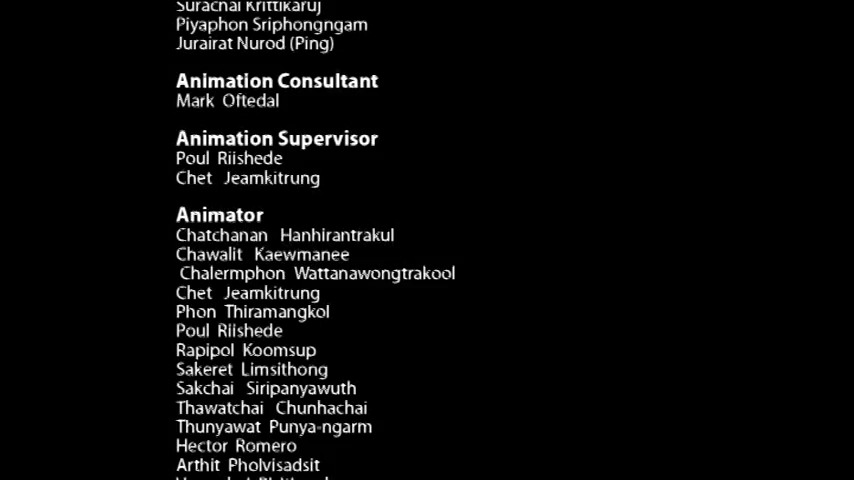 Surachai Krittikaruj
Piyaphon Sriphongngam
Jurairat Nurod (Ping)
Animation Consultant
Mark Oftedal
Animation Supervisor
Poul Riishede
Chet Jeamkitrung
Animator
Chatchanan Hanhirantrakul
Chawalit Kaewmanee
Chalermphon Wattanawongtrakool
Chet Jeamkitrung
Phon Thiramangkol
Poul Riishede
Rapipol Koomsup
Sakeret Limsithong
Sakchai Siripanyawuth
Thawatchai Chunhachai
Thunyawat Punya-ngarm
Hector Romero
Arthit Pholvisadsit